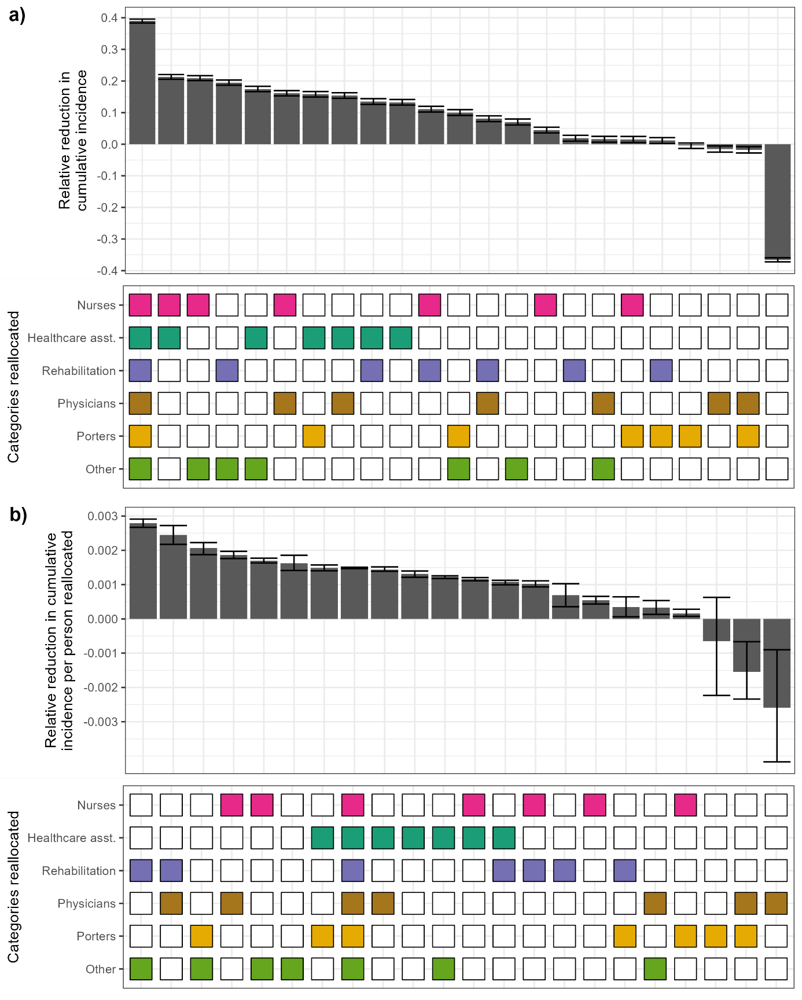 a)
Relative reduction in
cumulative incidence
0.4
0.3
0.2
0.1
0.0
-0.1
-0.2
-0.3
-0.4
Categories reallocated
Nurses
Healthcare asst.
Rehabilitation
Physicians
Porters
Other
b)
Relative reduction in cumulative
incidence per person reallocated
0.003
0.002
0.001
0.000
-0.001
-0.002
-0.003
Categories reallocated
Nurses
Healthcare asst.
Rehabilitation
Physicians
Porters
Other